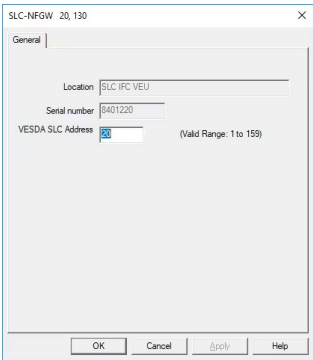 SLC-NFGW 20, 130
General
Location SLC IFC VEU
Serial number 8401220
VESDA SLC Address 20 (Valid Range: 1 to 159)
OK Cancel Apply Help